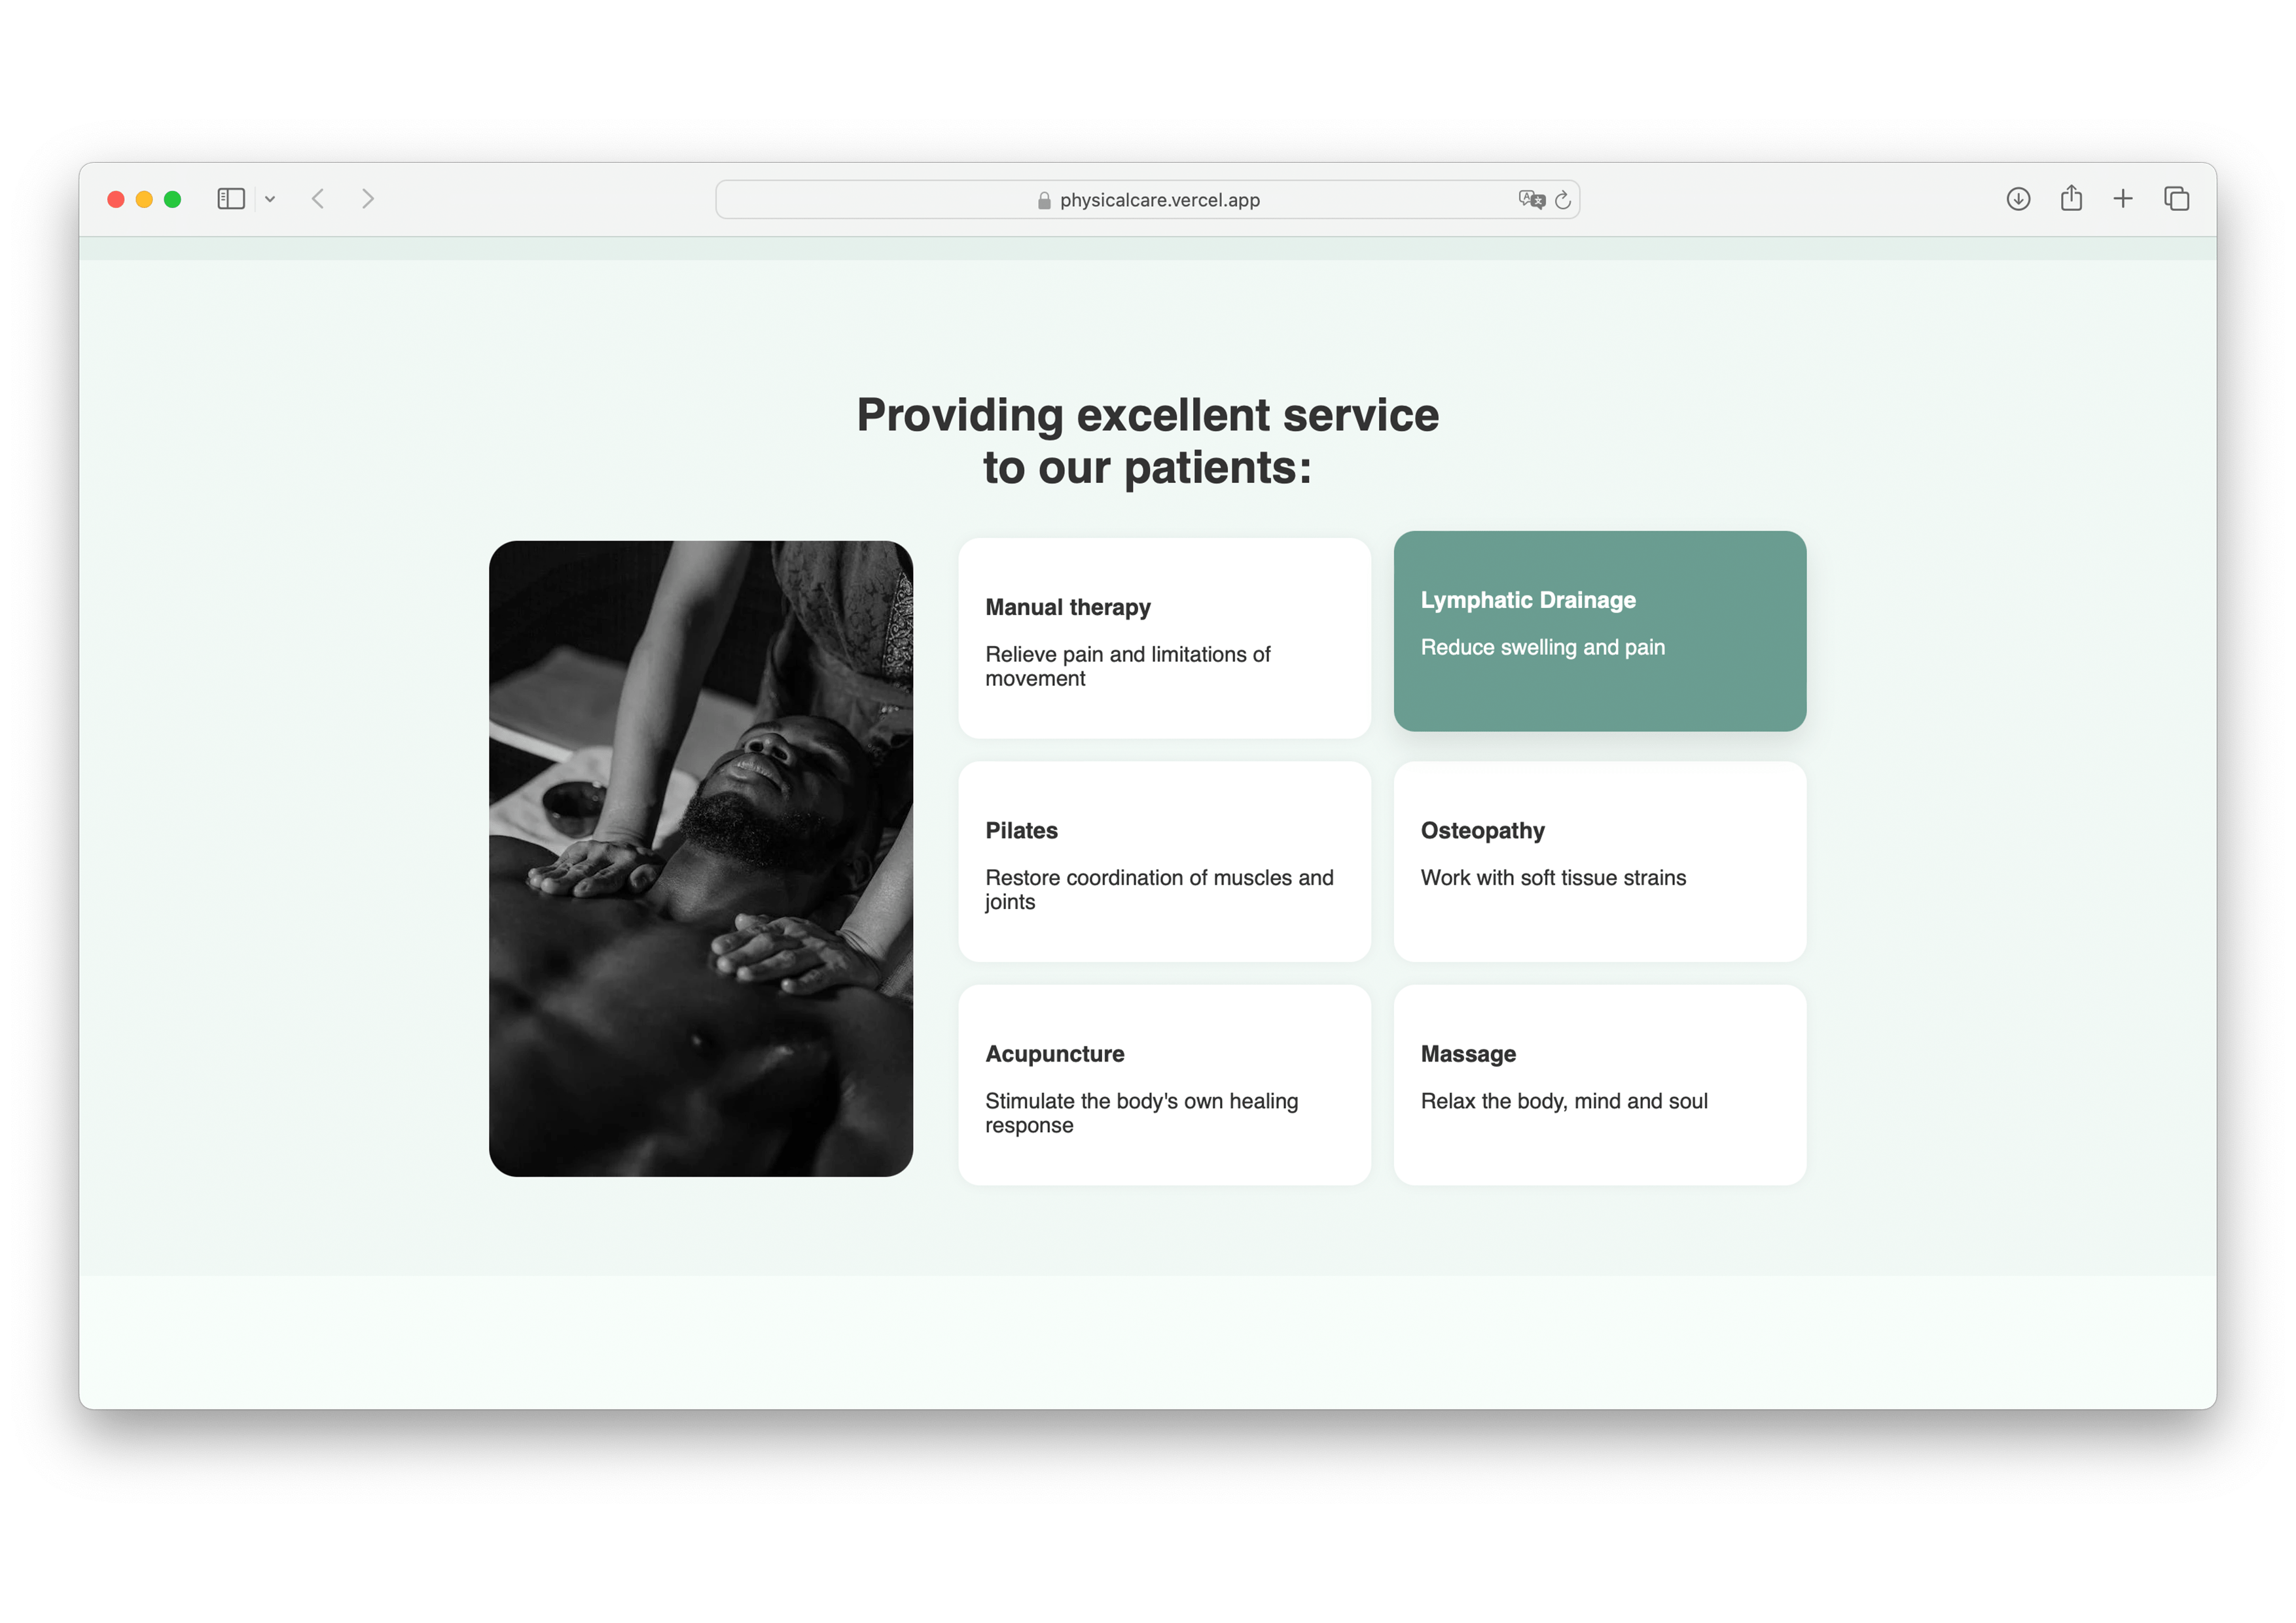 physicalcare.vercel.app
Providing excellent service
to our patients:
Manual therapy
Relieve pain and limitations of
movement
Lymphatic Drainage
Reduce swelling and pain
Pilates
Restore coordination of muscles and
joints
Osteopathy
Work with soft tissue strains
Acupuncture
Stimulate the body's own healing
response
Massage
Relax the body, mind and soul